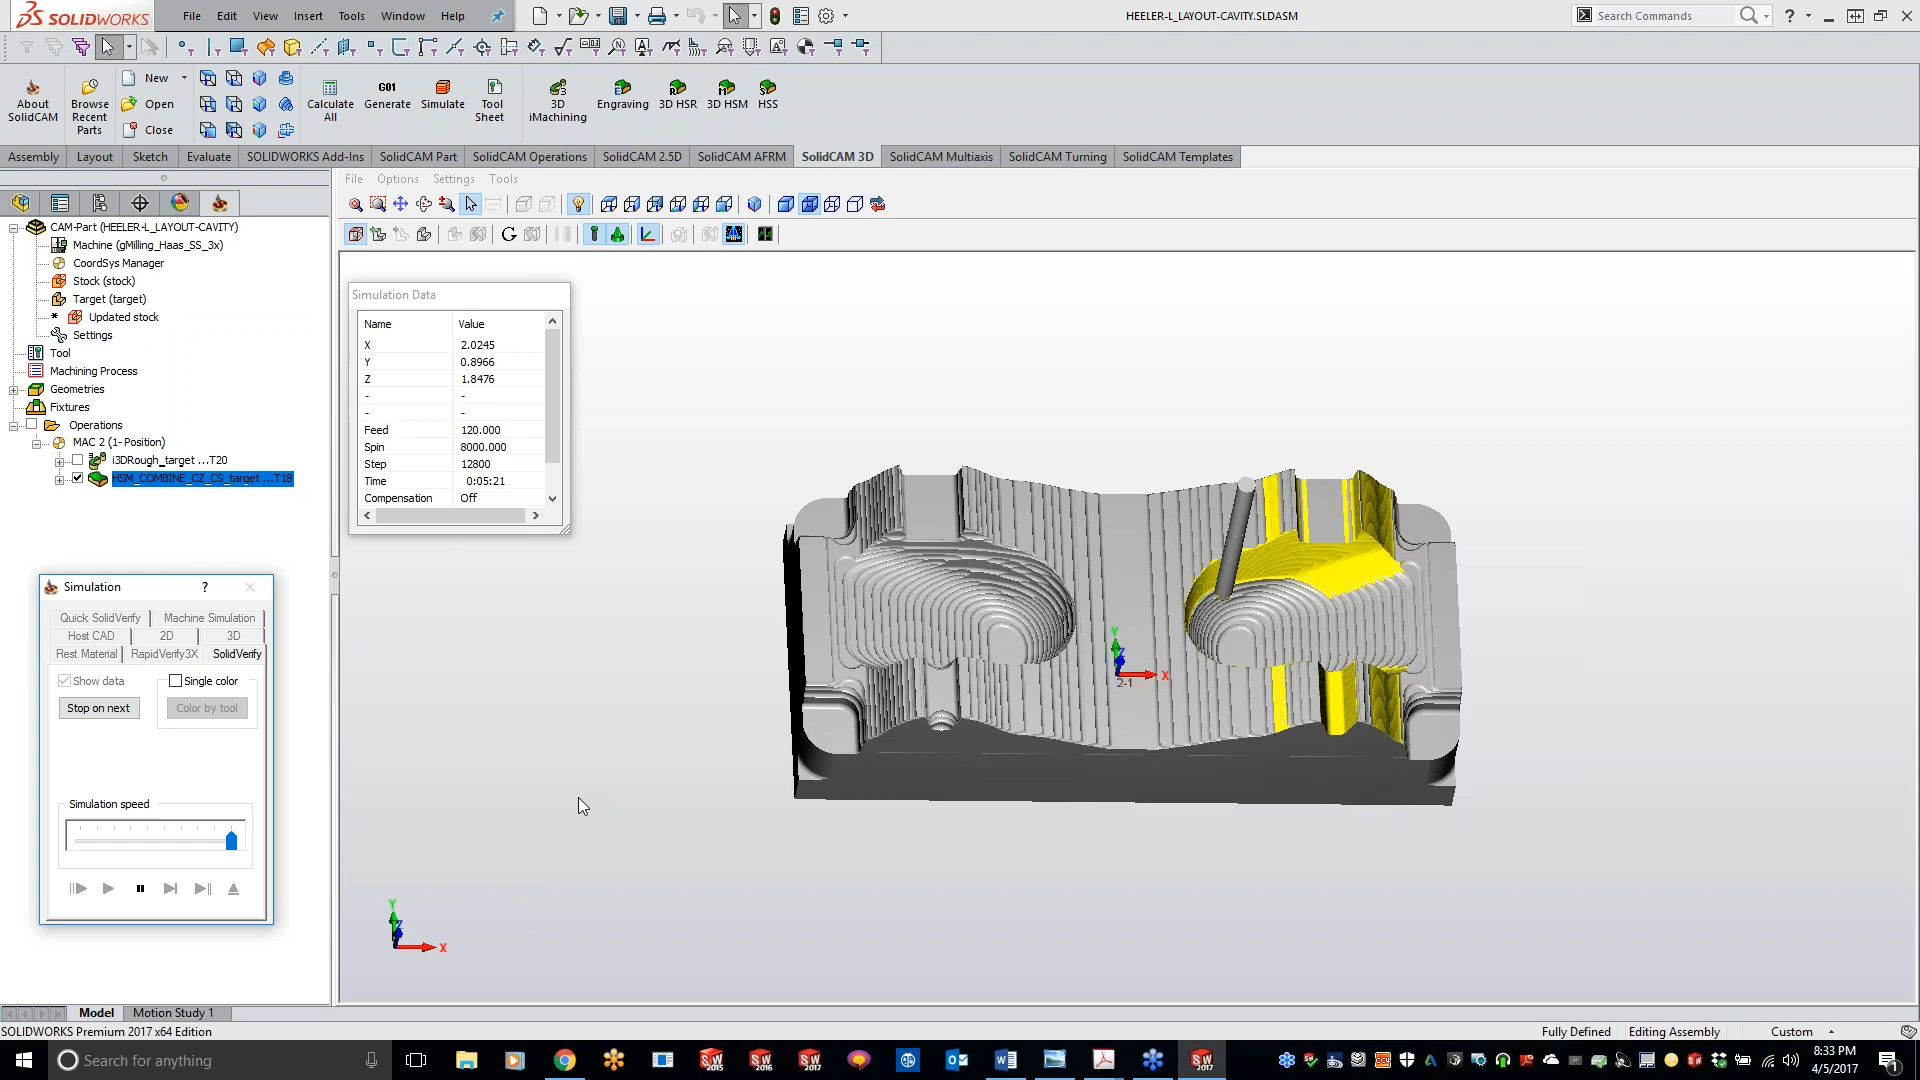 SOLIDWORKS File Edit View Insert Tools Window Help HEELER-L_LAYOUT-CAVITY.SLDASM Search Commands ?
About SolidCAM
Browse Recent Parts
New
Open
Close
Calculate All
G01 Generate
Simulate
Tool Sheet
3D iMachining
Engraving
3D HSR
3D HSM
HSS
Assembly Layout Sketch Evaluate SOLIDWORKS Add-Ins SolidCAM Part SolidCAM Operations SolidCAM 2.5D SolidCAM AFRM SolidCAM 3D SolidCAM Multiaxis SolidCAM Turning SolidCAM Templates
File Options Settings Tools
CAM-Part (HEELER-L_LAYOUT-CAVITY)
Machine (gMilling_Haas_SS_3x)
CoordSys Manager
Stock (stock)
Target (target)
* Updated stock
Settings
Tool
Machining Process
Geometries
Fixtures
Operations
MAC 2 (1- Position)
i3DRough_target ...T20
HSM_COMBINE_CZ_CS_target ...T18
Simulation Data
Name Value
X 2.0245
Y 0.8966
Z 1.8476
- -
- -
Feed 120.000
Spin 8000.000
Step 12800
Time 0:05:21
Compensation Off
Simulation ?
Quick SolidVerify Machine Simulation
Host CAD 2D 3D
Rest Material RapidVerify3X SolidVerify
Show data Single color
Stop on next Color by tool
Simulation speed
Y
Z
X
2-1
Y
Z
X
Model Motion Study 1
SOLIDWORKS Premium 2017 x64 Edition Fully Defined Editing Assembly Custom
Search for anything 8:33 PM
4/5/2017